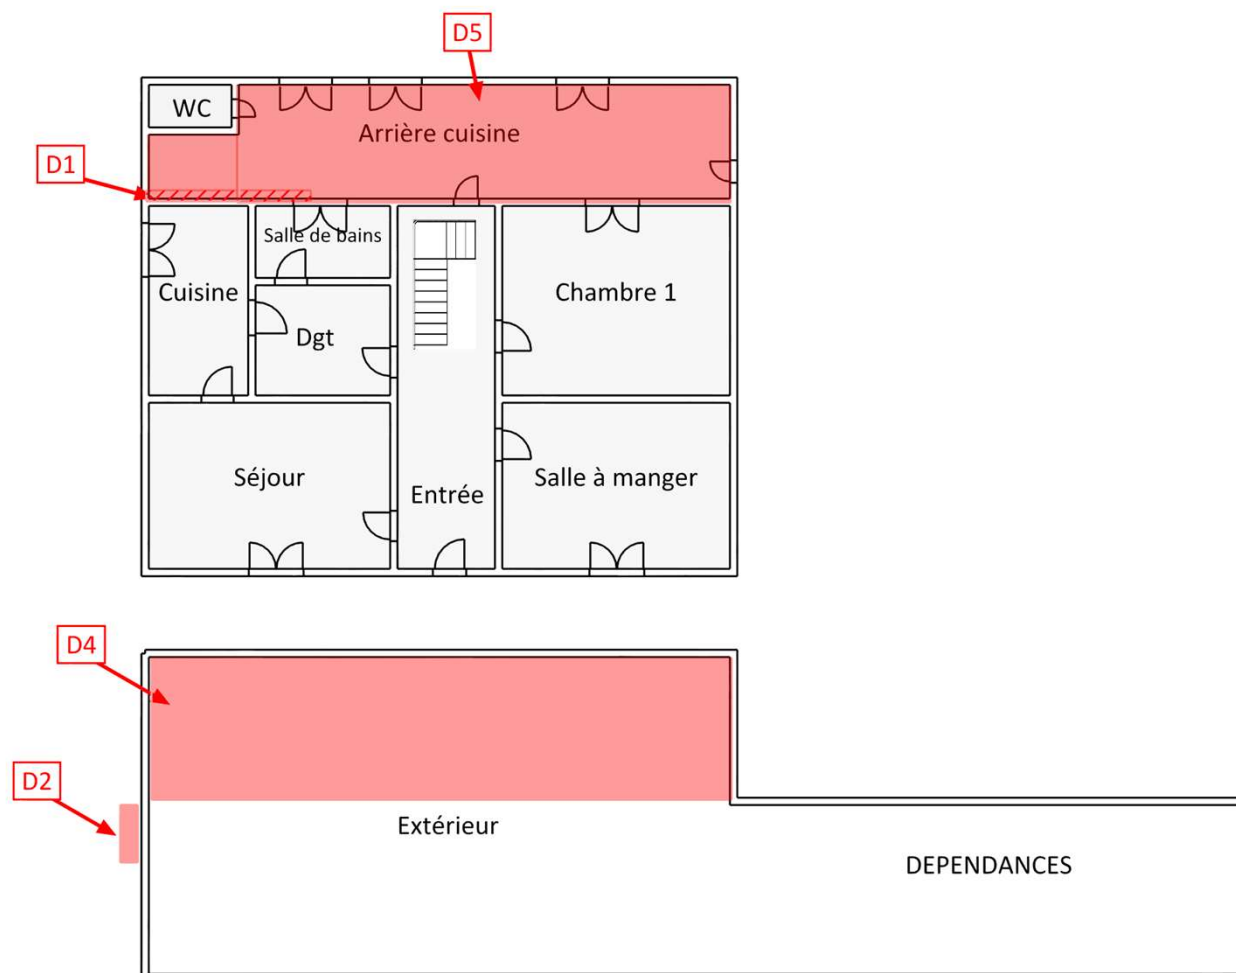 D5
WC
Arrière cuisine
D1
Salle de bains
Cuisine
Chambre 1
Dgt
Séjour
Salle à manger
Entrée
D4
D2
Extérieur
DEPENDANCES